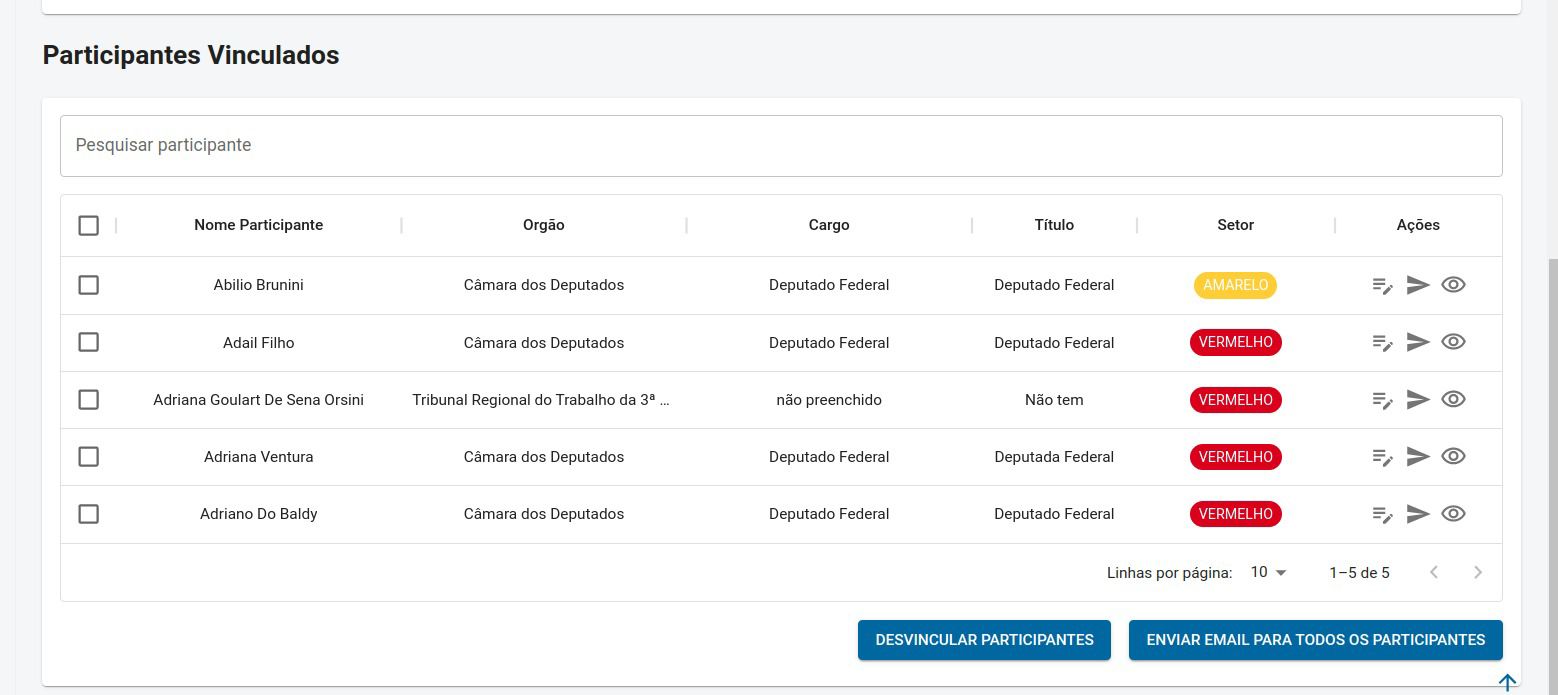 Participantes Vinculados
Pesquisar participante
Nome Participante Orgão Cargo Título Setor Ações
Abilio Brunini Câmara dos Deputados Deputado Federal Deputado Federal AMARELO
Adail Filho Câmara dos Deputados Deputado Federal Deputado Federal VERMELHO
Adriana Goulart De Sena Orsini Tribunal Regional do Trabalho da 3ª ... não preenchido Não tem VERMELHO
Adriana Ventura Câmara dos Deputados Deputado Federal Deputada Federal VERMELHO
Adriano Do Baldy Câmara dos Deputados Deputado Federal Deputado Federal VERMELHO
Linhas por página: 10 1–5 de 5
DESVINCULAR PARTICIPANTES ENVIAR EMAIL PARA TODOS OS PARTICIPANTES